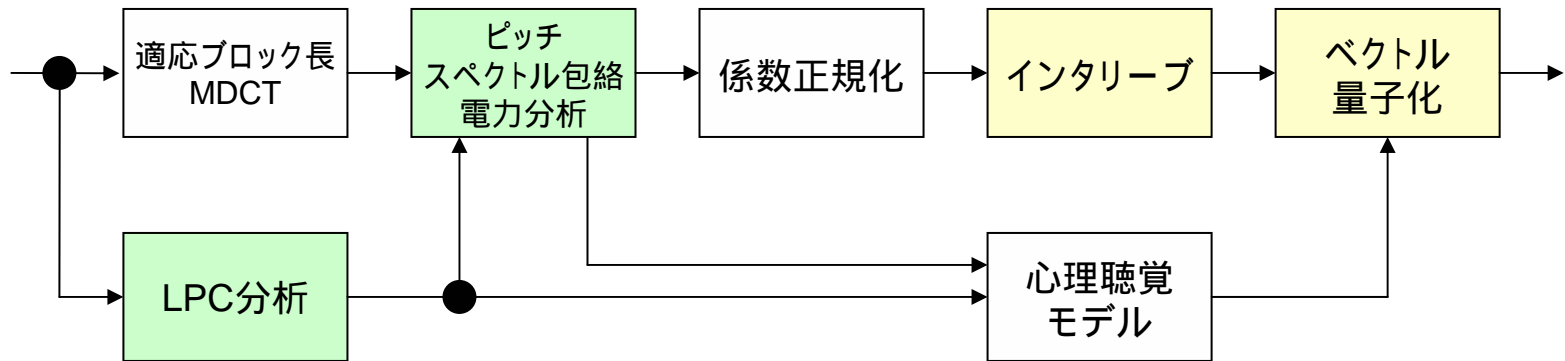 適応ブロック長
MDCT
ピッチ
スペクトル包絡
電力分析
係数正規化
インタリーブ
ベクトル
量子化
LPC分析
心理聴覚
モデル